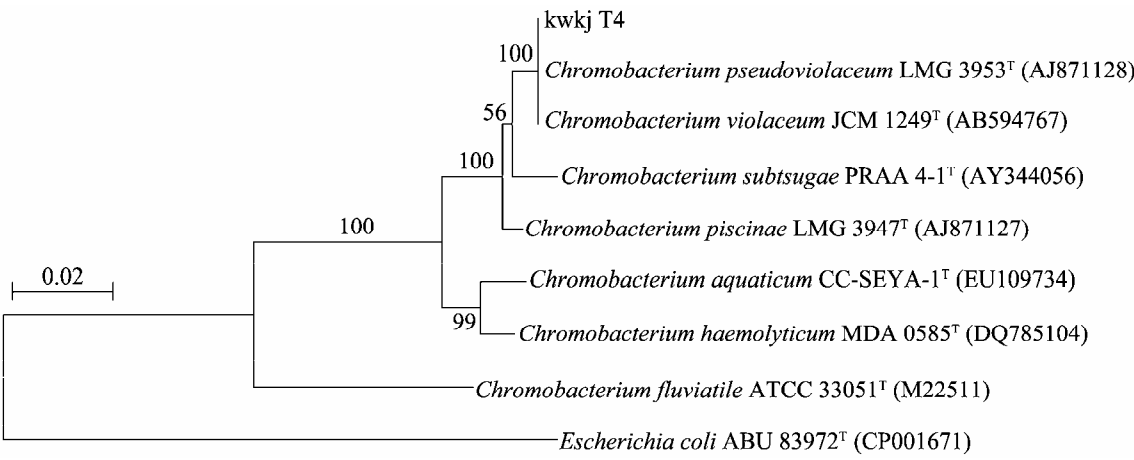 kwkj T4
100
Chromobacterium pseudoviolaceum LMG 3953ᵀ (AJ871128)
56
Chromobacterium violaceum JCM 1249ᵀ (AB594767)
100
Chromobacterium subtsugae PRAA 4-1ᵀ (AY344056)
100
Chromobacterium piscinae LMG 3947ᵀ (AJ871127)
0.02
Chromobacterium aquaticum CC-SEYA-1ᵀ (EU109734)
99
Chromobacterium haemolyticum MDA 0585ᵀ (DQ785104)
Chromobacterium fluviatile ATCC 33051ᵀ (M22511)
Escherichia coli ABU 83972ᵀ (CP001671)